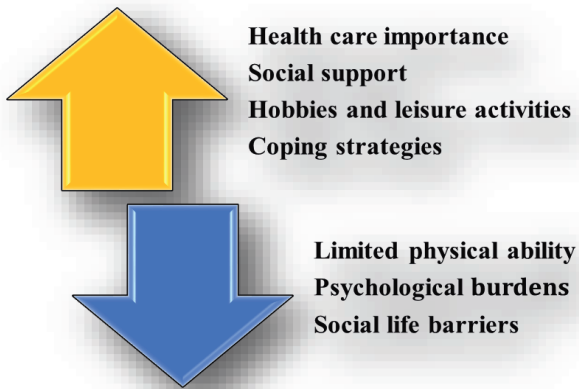 Health care importance
Social support
Hobbies and leisure activities
Coping strategies
Limited physical ability
Psychological burdens
Social life barriers